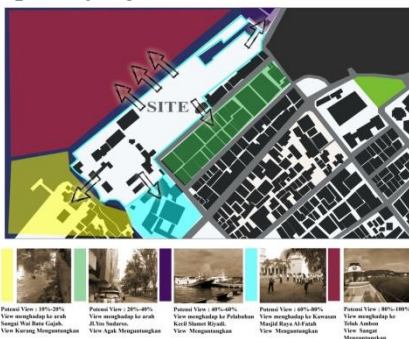 SITE
Potensi View : 10%-20%
View menghadap ke arah
Sungai Wai Batu Gajah.
View Kurang Menguntungkan
Potensi View : 20%-40%
View menghadap ke arah
Jl.Yos Sudarso.
View Agak Menguntungkan
Potensi View : 40%-60%
View menghadap ke Pelabuhan
Kecil Slamet Riyadi.
View Menguntungkan
Potensi View : 60%-80%
View menghadap ke Kawasan
Masjid Raya Al-Fatah
View Menguntungkan
Potensi View : 80%-100%
View menghadap ke
Teluk Ambon
View Sangat
Menguntungkan